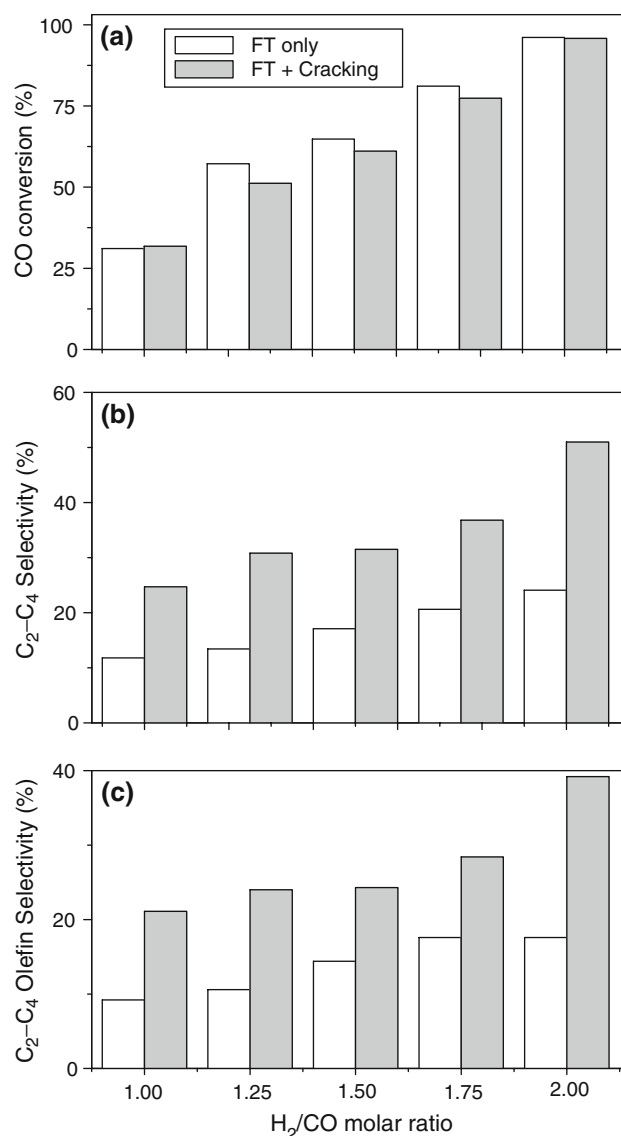 (a)
FT only
FT + Cracking
100
75
50
25
0
CO conversion (%)
(b)
60
40
20
0
C₂–C₄ Selectivity (%)
(c)
40
20
0
C₂–C₄ Olefin Selectivity (%)
1.00 1.25 1.50 1.75 2.00
H₂/CO molar ratio